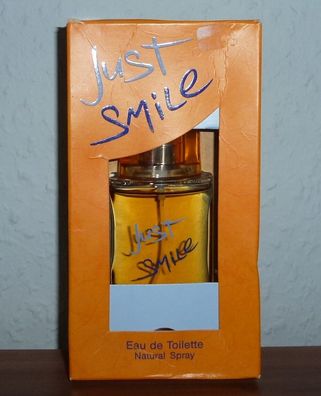 Just
Smile
Just
Smile
Eau de Toilette
Natural Spray